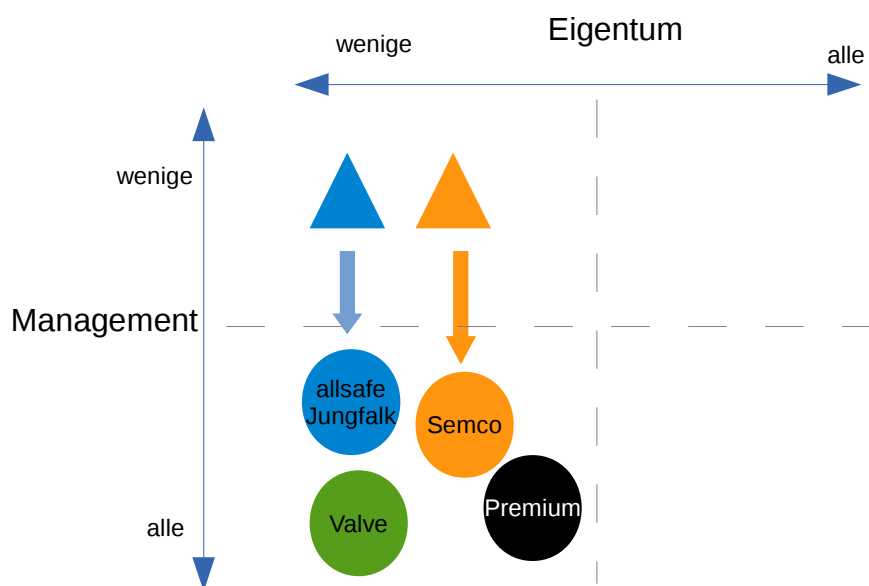 Eigentum
wenige
alle
wenige
Management
allsafe
Jungfalk
Semco
Premium
Valve
alle